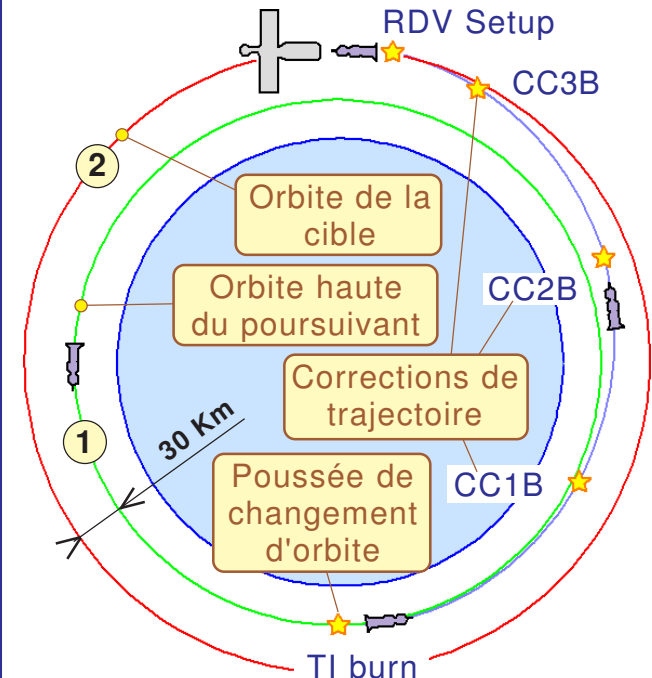 RDV Setup
CC3B
2
Orbite de la
cible
Orbite haute
du poursuivant
CC2B
Corrections de
trajectoire
30 Km
1
CC1B
Poussée de
changement
d'orbite
TI burn